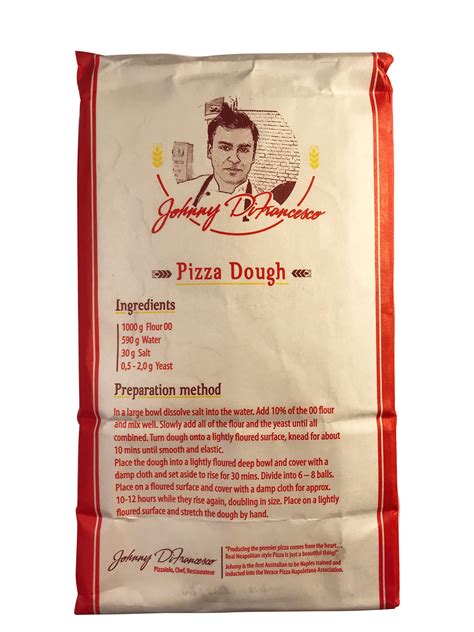 Johnny DiFrancesco
Pizza Dough
Ingredients
1000 g Flour 00
590 g Water
30 g Salt
0,5 - 2,0 g Yeast
Preparation method
In a large bowl dissolve salt into the water. Add 10% of the 00 flour
and mix well. Slowly add all of the flour and the yeast until all
combined. Turn dough onto a lightly floured surface, knead for about
10 mins until smooth and elastic.
Place the dough into a lightly floured deep bowl and cover with a
damp cloth and set aside to rise for 30 mins. Divide into 6 – 8 balls.
Place on a floured surface and cover with a damp cloth for approx.
10-12 hours while they rise again, doubling in size. Place on a lightly
floured surface and stretch the dough by hand.
Johnny DiFrancesco
Pizzaiolo, Chef, Restaurateur
"Producing the premier pizza comes from the heart...
Real Neapolitan style Pizza is just a beautiful thing!"
Johnny is the first Australian to be Naples trained and
inducted into the Verace Pizza Napoletana Association.